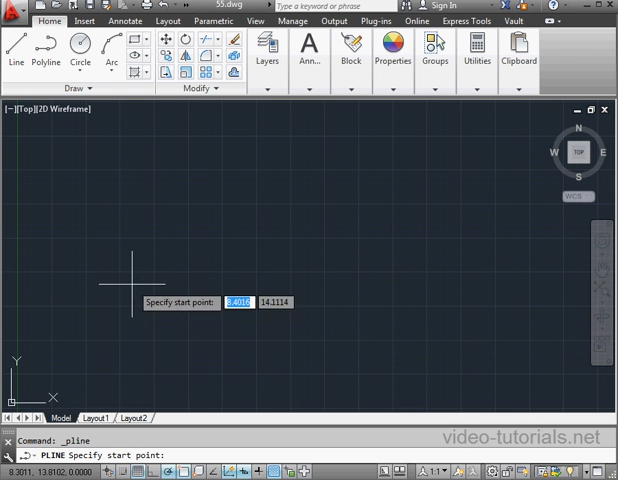 55.dwg
Type a keyword or phrase
Sign In
Home Insert Annotate Layout Parametric View Manage Output Plug-ins Online Express Tools Vault
Line Polyline Circle Arc
Layers Ann... Block Properties Groups Utilities Clipboard
Draw Modify
[−][Top][2D Wireframe]
N
W TOP E
S
WCS
Specify start point: 8.4016 14.1114
Y
X
Model Layout1 Layout2
Command: _pline
video-tutorials.net
PLINE Specify start point:
8.3011, 13.8102, 0.0000
1:1